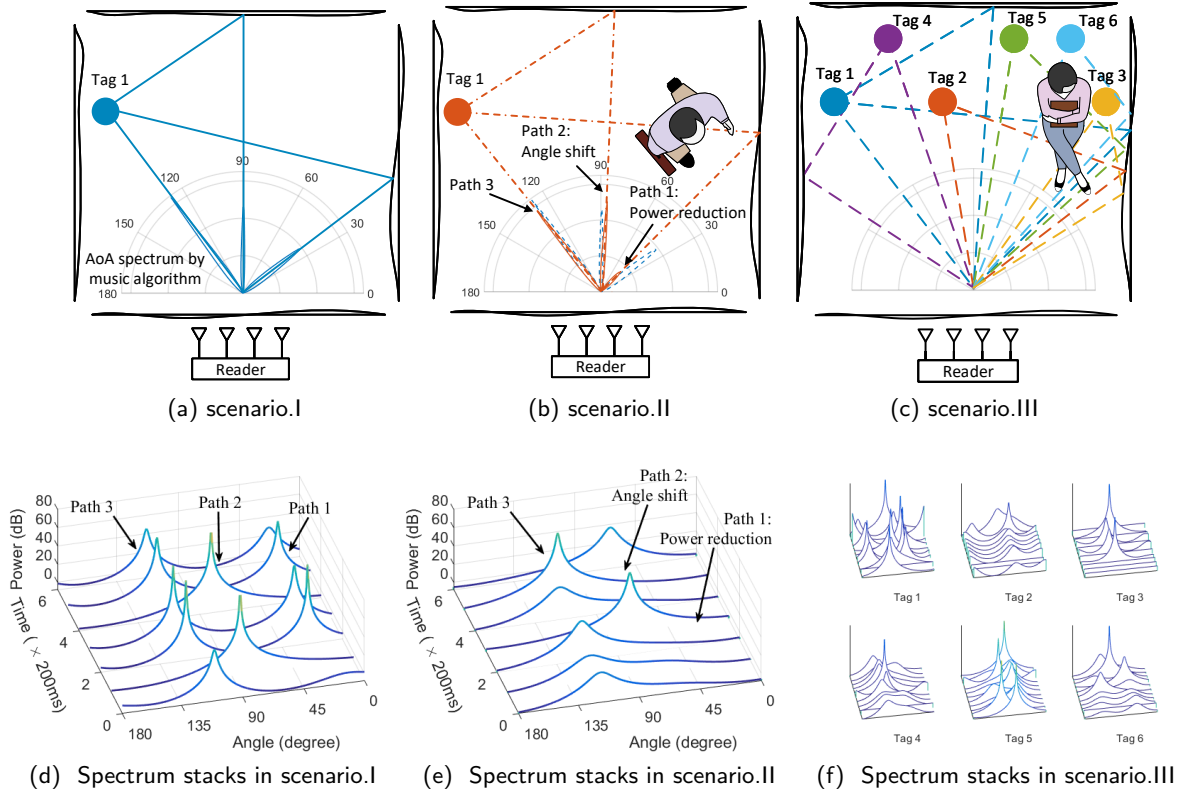 Tag 1
90
120
60
150
30
180
0
AoA spectrum by
music algorithm
Reader
(a) scenario.I
Tag 1
Path 2:
Angle shift
90
120
60
Path 3
Path 1:
Power reduction
150
30
180
0
Reader
(b) scenario.II
Tag 4
Tag 5
Tag 6
Tag 1
Tag 2
Tag 3
Reader
(c) scenario.III
Path 3
Path 2
Path 1
80
60
40
20
0
Power (dB)
6
4
2
0
Time ( × 200ms)
180
135
90
45
0
Angle (degree)
(d) Spectrum stacks in scenario.I
Path 3
Path 2:
Angle shift
Path 1:
Power reduction
80
60
40
20
0
Power (dB)
6
4
2
0
Time ( × 200ms)
180
135
90
45
0
Angle (degree)
(e) Spectrum stacks in scenario.II
Tag 1
Tag 2
Tag 3
Tag 4
Tag 5
Tag 6
(f) Spectrum stacks in scenario.III